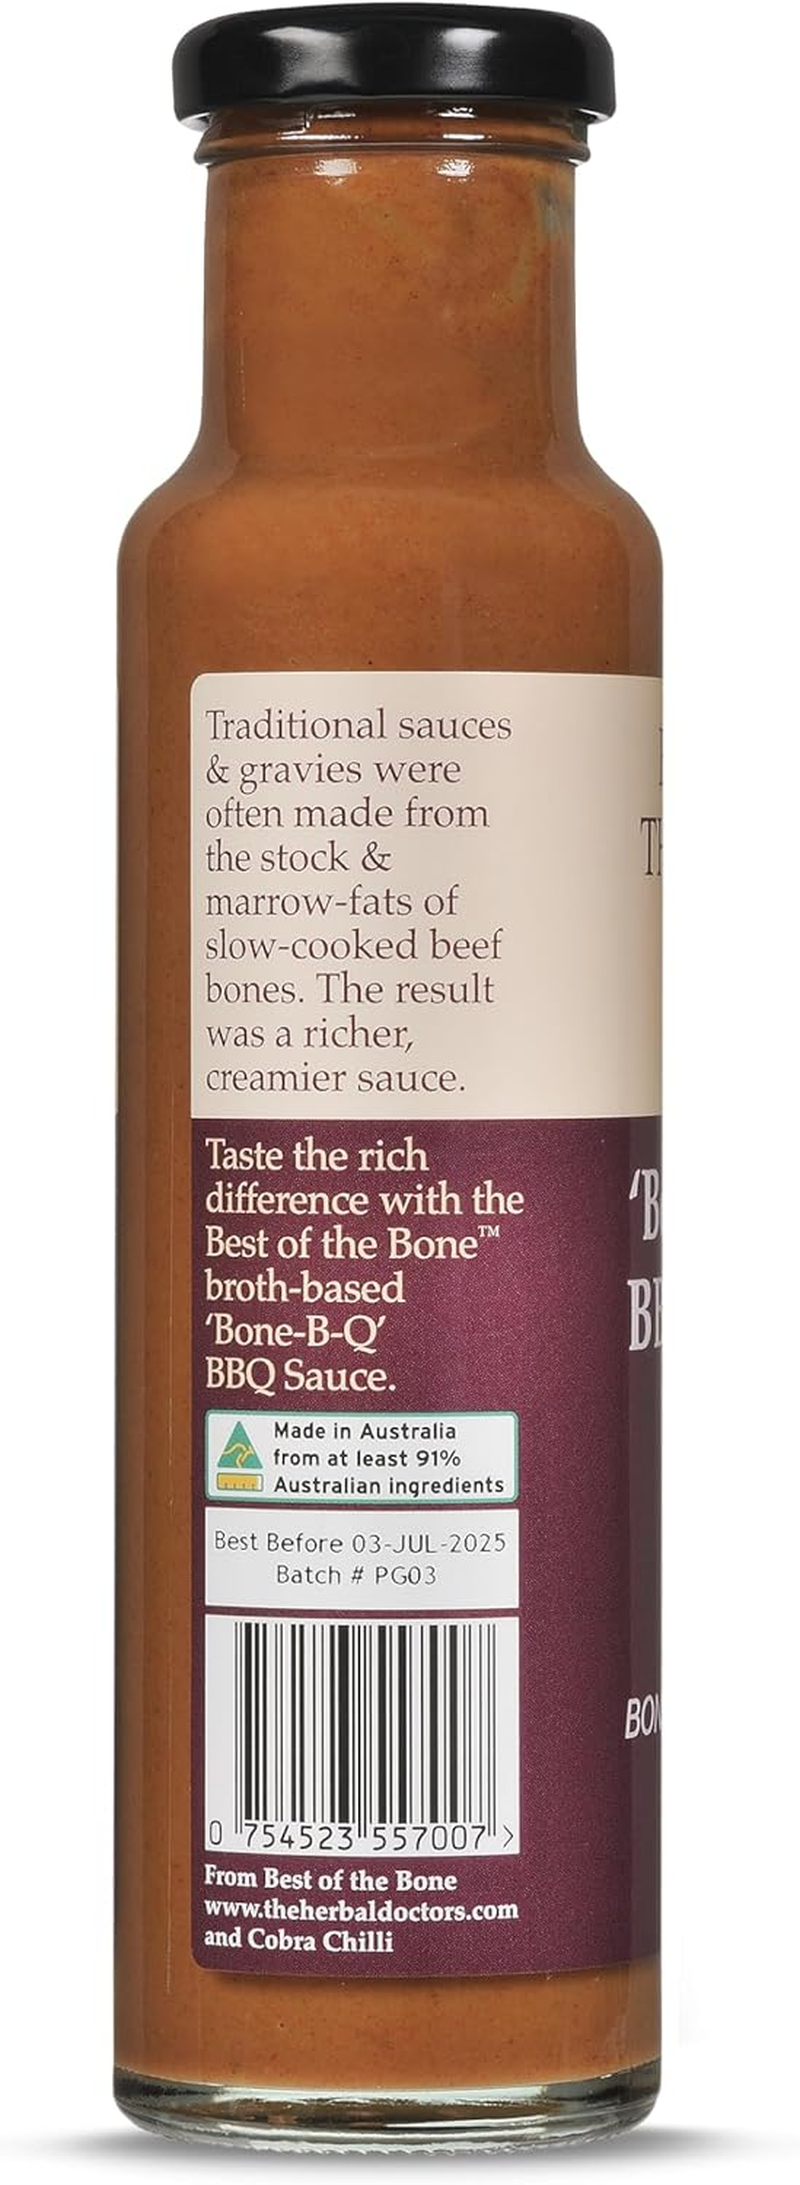 Traditional sauces
& gravies were
often made from
the stock &
marrow-fats of
slow-cooked beef
bones. The result
was a richer,
creamier sauce.
Taste the rich
difference with the
Best of the Bone™
broth-based
‘Bone-B-Q’
BBQ Sauce.
Made in Australia
from at least 91%
Australian ingredients
Best Before 03-JUL-2025
Batch # PG03
0 754523 557007 >
From Best of the Bone
www.theherbaldoctors.com
and Cobra Chilli